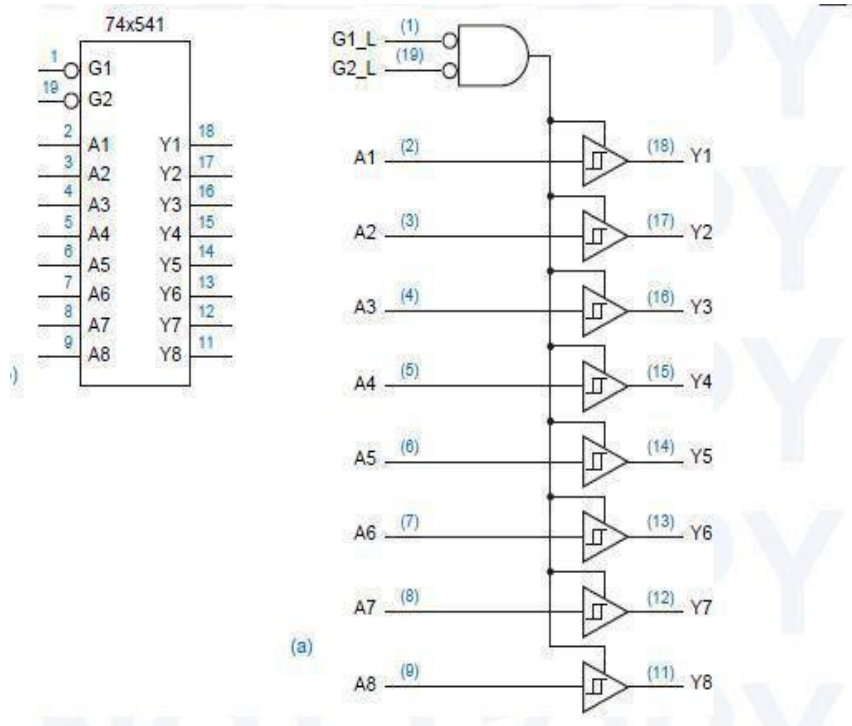 74x541
1 G1
19 G2
2 A1 Y1 18
3 A2 Y2 17
4 A3 Y3 16
5 A4 Y4 15
6 A5 Y5 14
7 A6 Y6 13
8 A7 Y7 12
9 A8 Y8 11
)
G1_L (1)
G2_L (19)
A1 (2) (18) Y1
A2 (3) (17) Y2
A3 (4) (16) Y3
A4 (5) (15) Y4
A5 (6) (14) Y5
A6 (7) (13) Y6
A7 (8) (12) Y7
(a)
A8 (9) (11) Y8